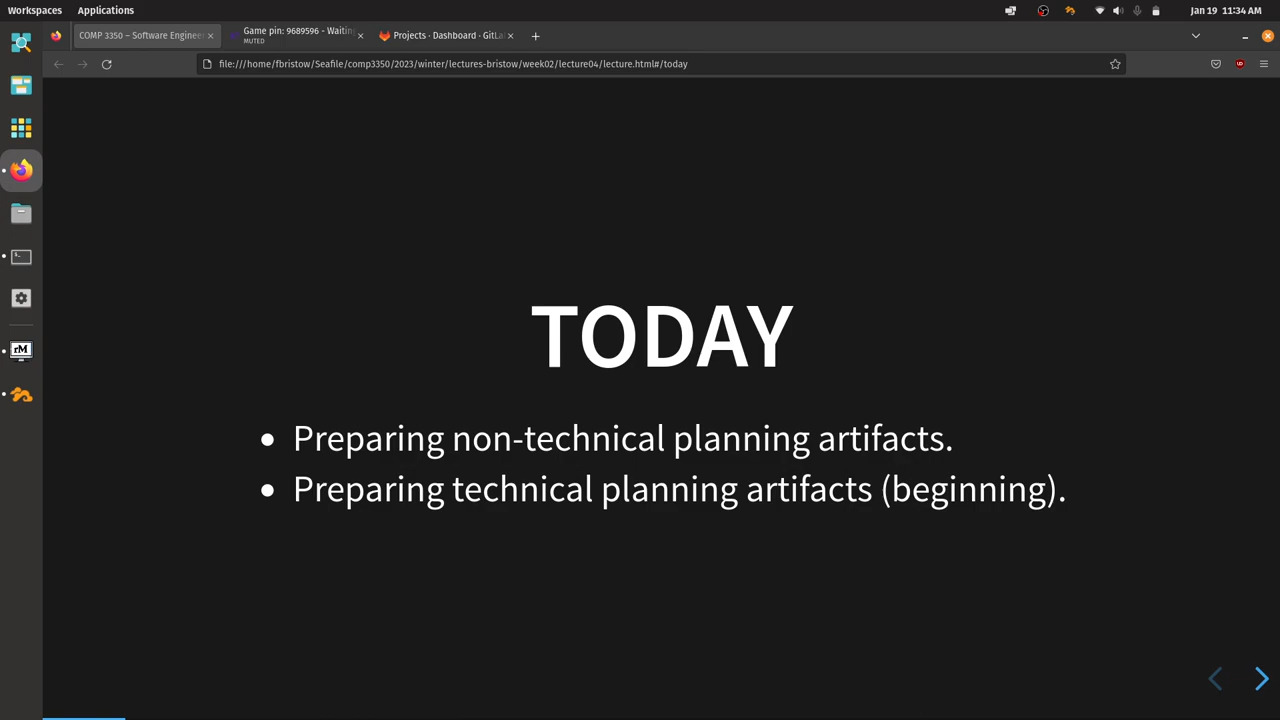 Workspaces Applications Jan 19 11:34 AM
COMP 3350 – Software Enginee
Game pin: 9689596 - Waitin
MUTED
Projects · Dashboard · GitLa
file:///home/fbristow/Seafile/comp3350/2023/winter/lectures-bristow/week02/lecture04/lecture.html#/today
rM
TODAY
Preparing non-technical planning artifacts.
Preparing technical planning artifacts (beginning).